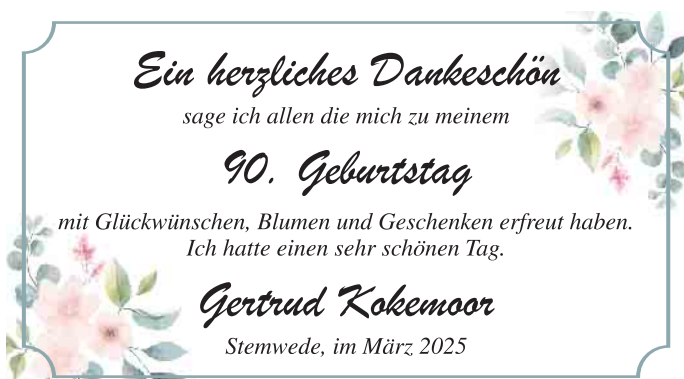 Ein herzliches Dankeschön
sage ich allen die mich zu meinem
90. Geburtstag
mit Glückwünschen, Blumen und Geschenken erfreut haben.
Ich hatte einen sehr schönen Tag.
Gertrud Kokemoor
Stemwede, im März 2025